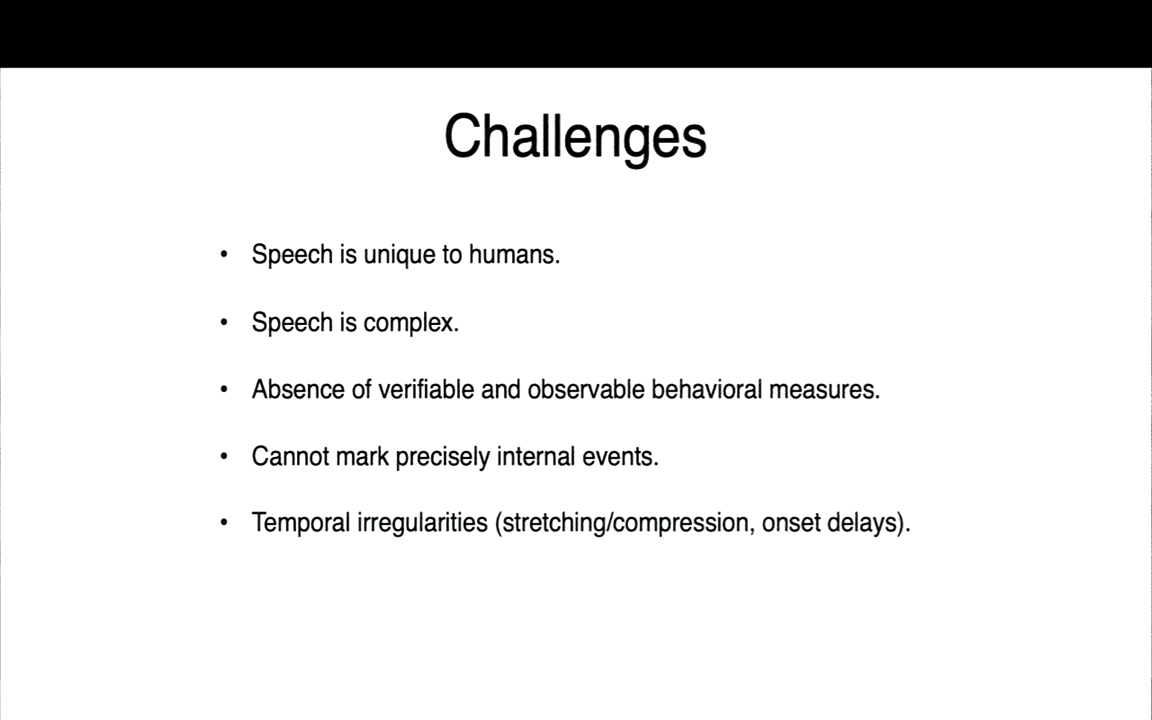 Challenges
• Speech is unique to humans.
• Speech is complex.
• Absence of verifiable and observable behavioral measures.
• Cannot mark precisely internal events.
• Temporal irregularities (stretching/compression, onset delays).